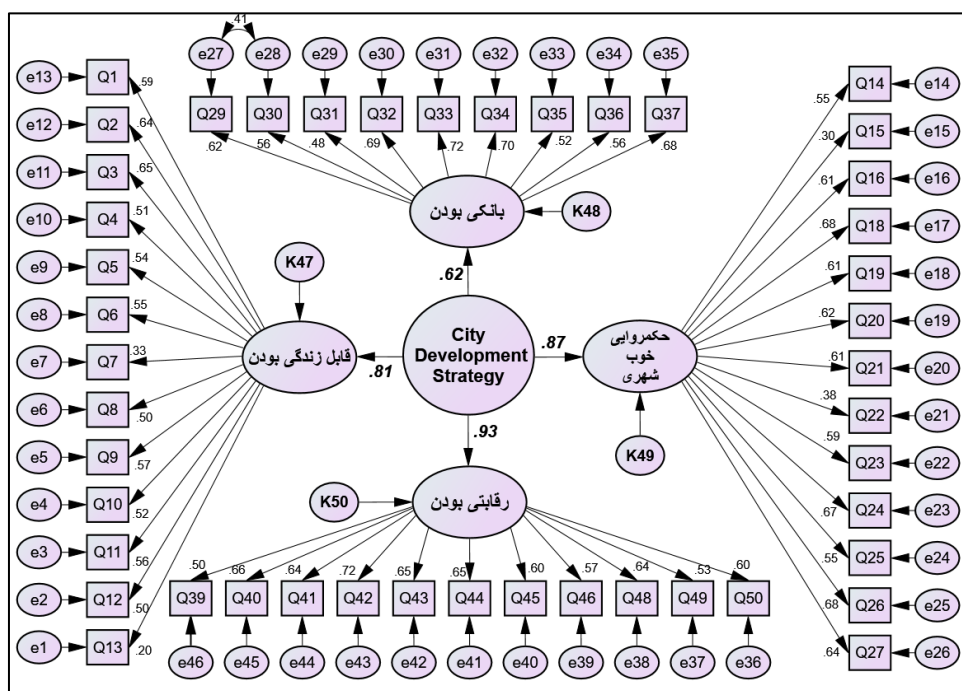 .41
e27 e28 e29 e30 e31 e32 e33 e34 e35
Q29 Q30 Q31 Q32 Q33 Q34 Q35 Q36 Q37
.62 .56 .48 .69 .72 .70 .52 .56 .68
بانکی بودن
K48
.62
e13 Q1 .59
e12 Q2 .64
e11 Q3 .65
e10 Q4 .51
e9 Q5 .54
e8 Q6 .55
e7 Q7 .33
e6 Q8 .50
e5 Q9 .57
e4 Q10 .52
e3 Q11 .56
e2 Q12 .50
e1 Q13 .20
K47
قابل زندگی بودن
.81
City
Development
Strategy
.87
حکمروایی
خوب
شهری
K49
.55 Q14 e14
.30 Q15 e15
.61 Q16 e16
.68 Q18 e17
.61 Q19 e18
.62 Q20 e19
.61 Q21 e20
.38 Q22 e21
.59 Q23 e22
.67 Q24 e23
.55 Q25 e24
.68 Q26 e25
.64 Q27 e26
.93
K50
رقابتی بودن
.50 .66 .64 .72 .65 .65 .60 .57 .64 .53 .60
Q39 Q40 Q41 Q42 Q43 Q44 Q45 Q46 Q48 Q49 Q50
e46 e45 e44 e43 e42 e41 e40 e39 e38 e37 e36